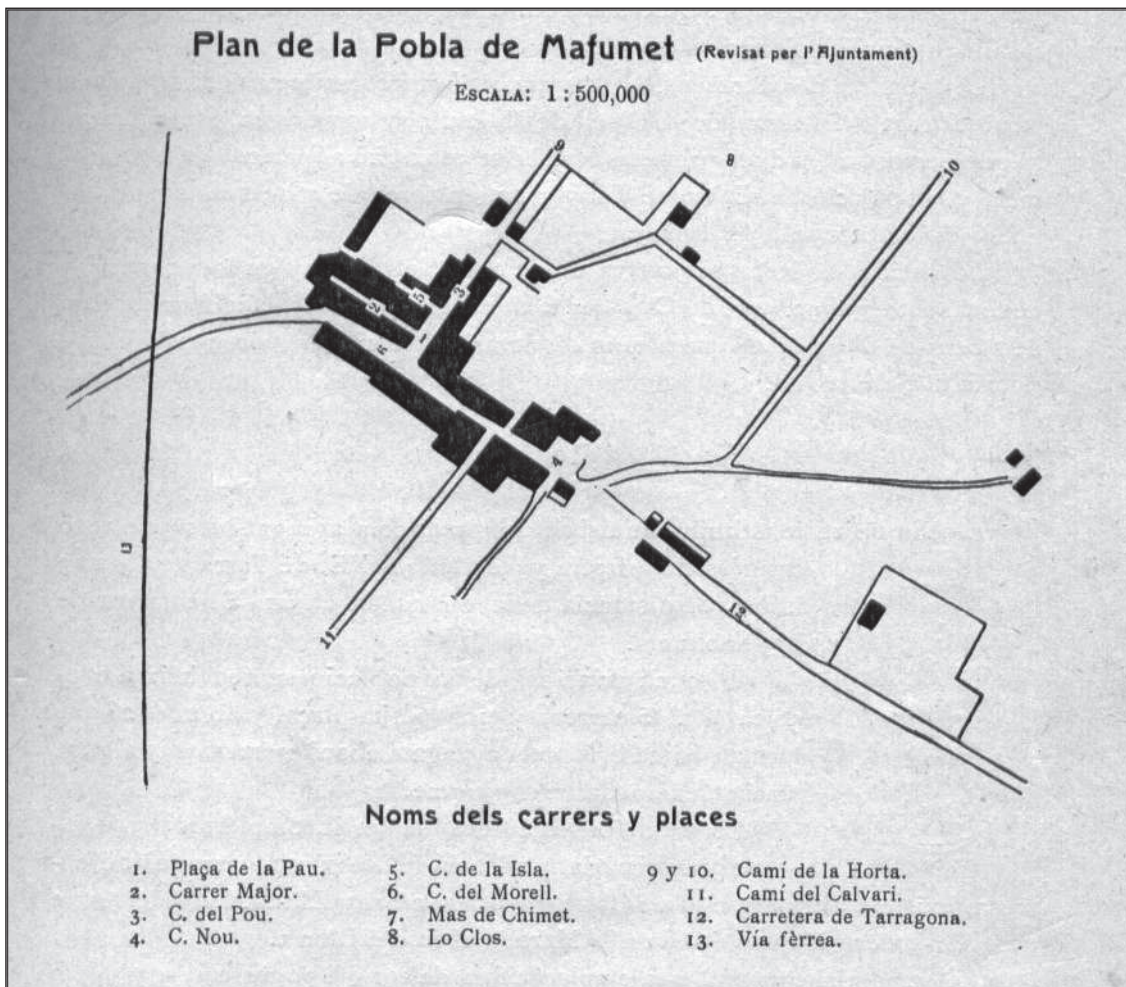 Plan de la Pobla de Mafumet (Revisat per l'Ajuntament)
ESCALA: 1 : 500,000
9
8
10
5
3
2
1
6
4
13
11
12
Noms dels carrers y places
1. Plaça de la Pau.
2. Carrer Major.
3. C. del Pou.
4. C. Nou.
5. C. de la Isla.
6. C. del Morell.
7. Mas de Chimet.
8. Lo Clos.
9 y 10. Camí de la Horta.
11. Camí del Calvari.
12. Carretera de Tarragona.
13. Vía fèrrea.